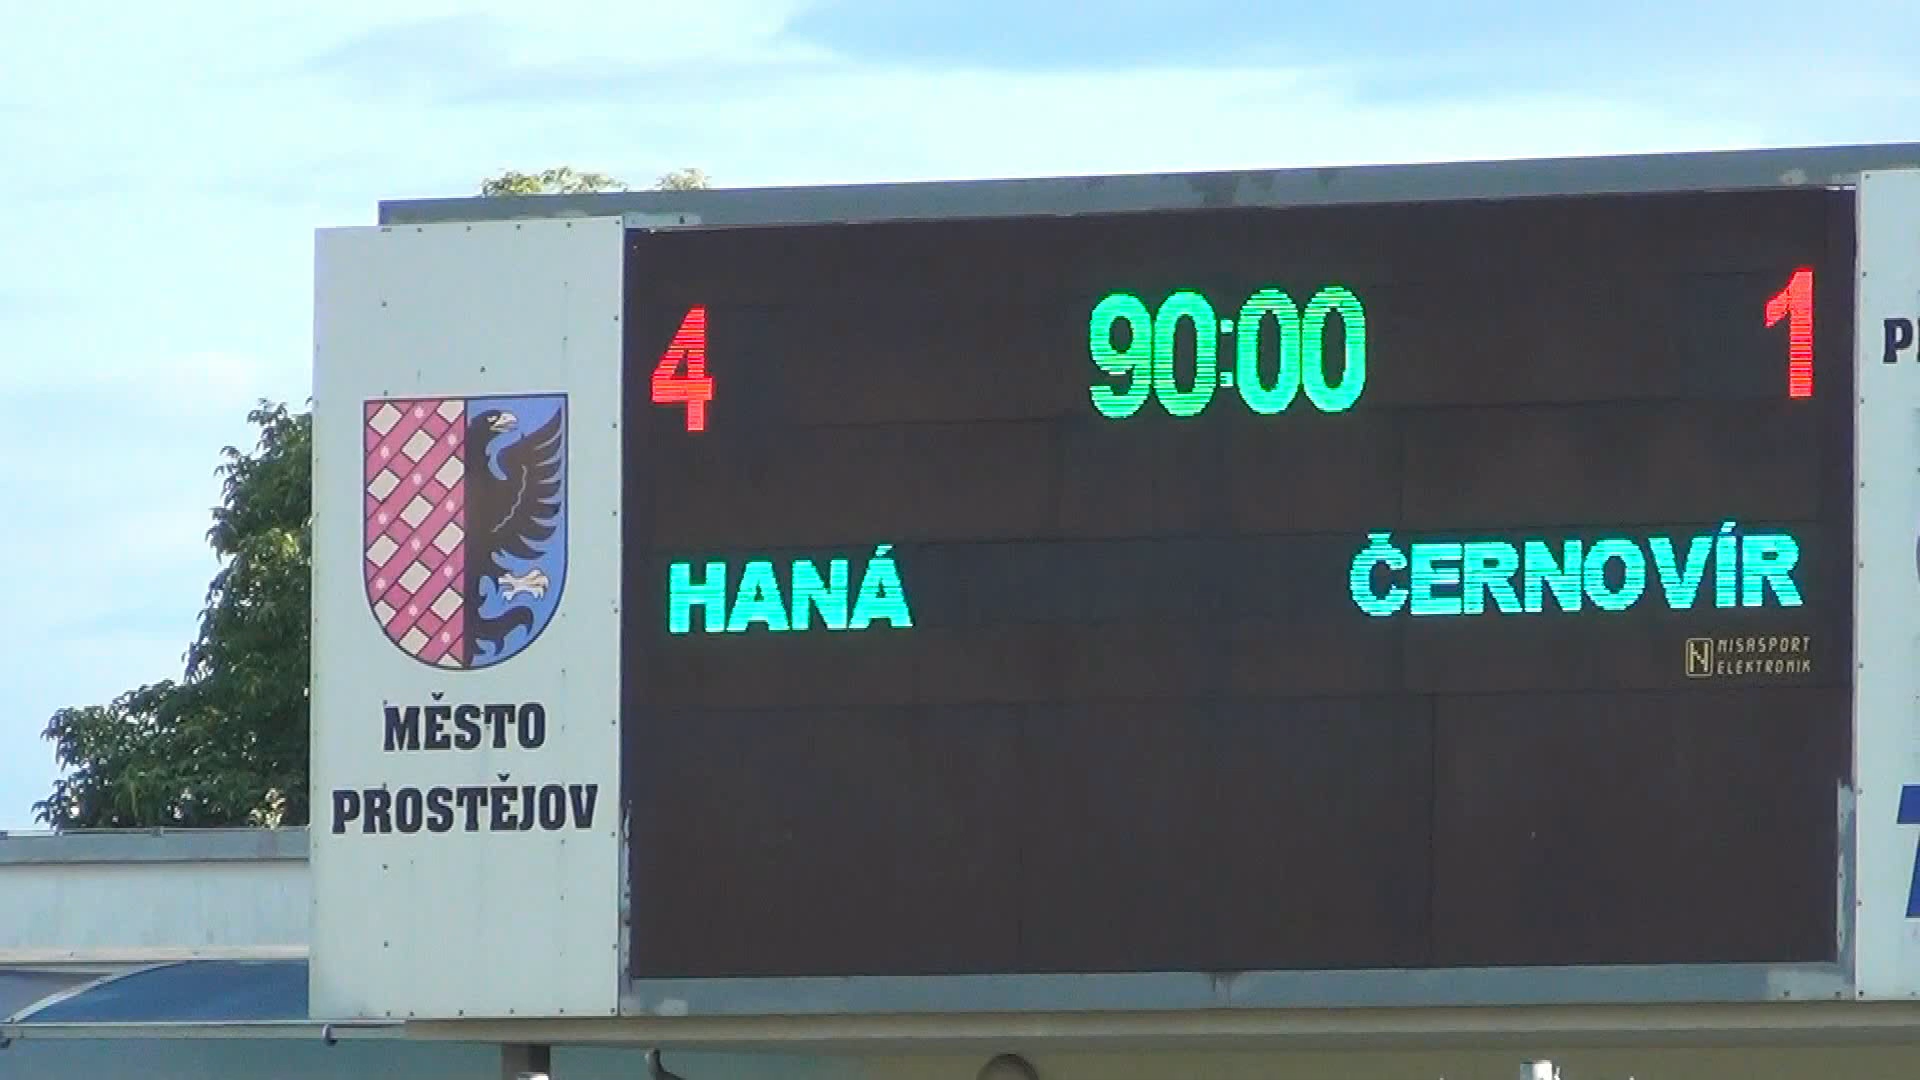 4 90:00 1
HANÁ ČERNOVÍR
NISASPORT
ELEKTRONIK
MĚSTO
PROSTĚJOV